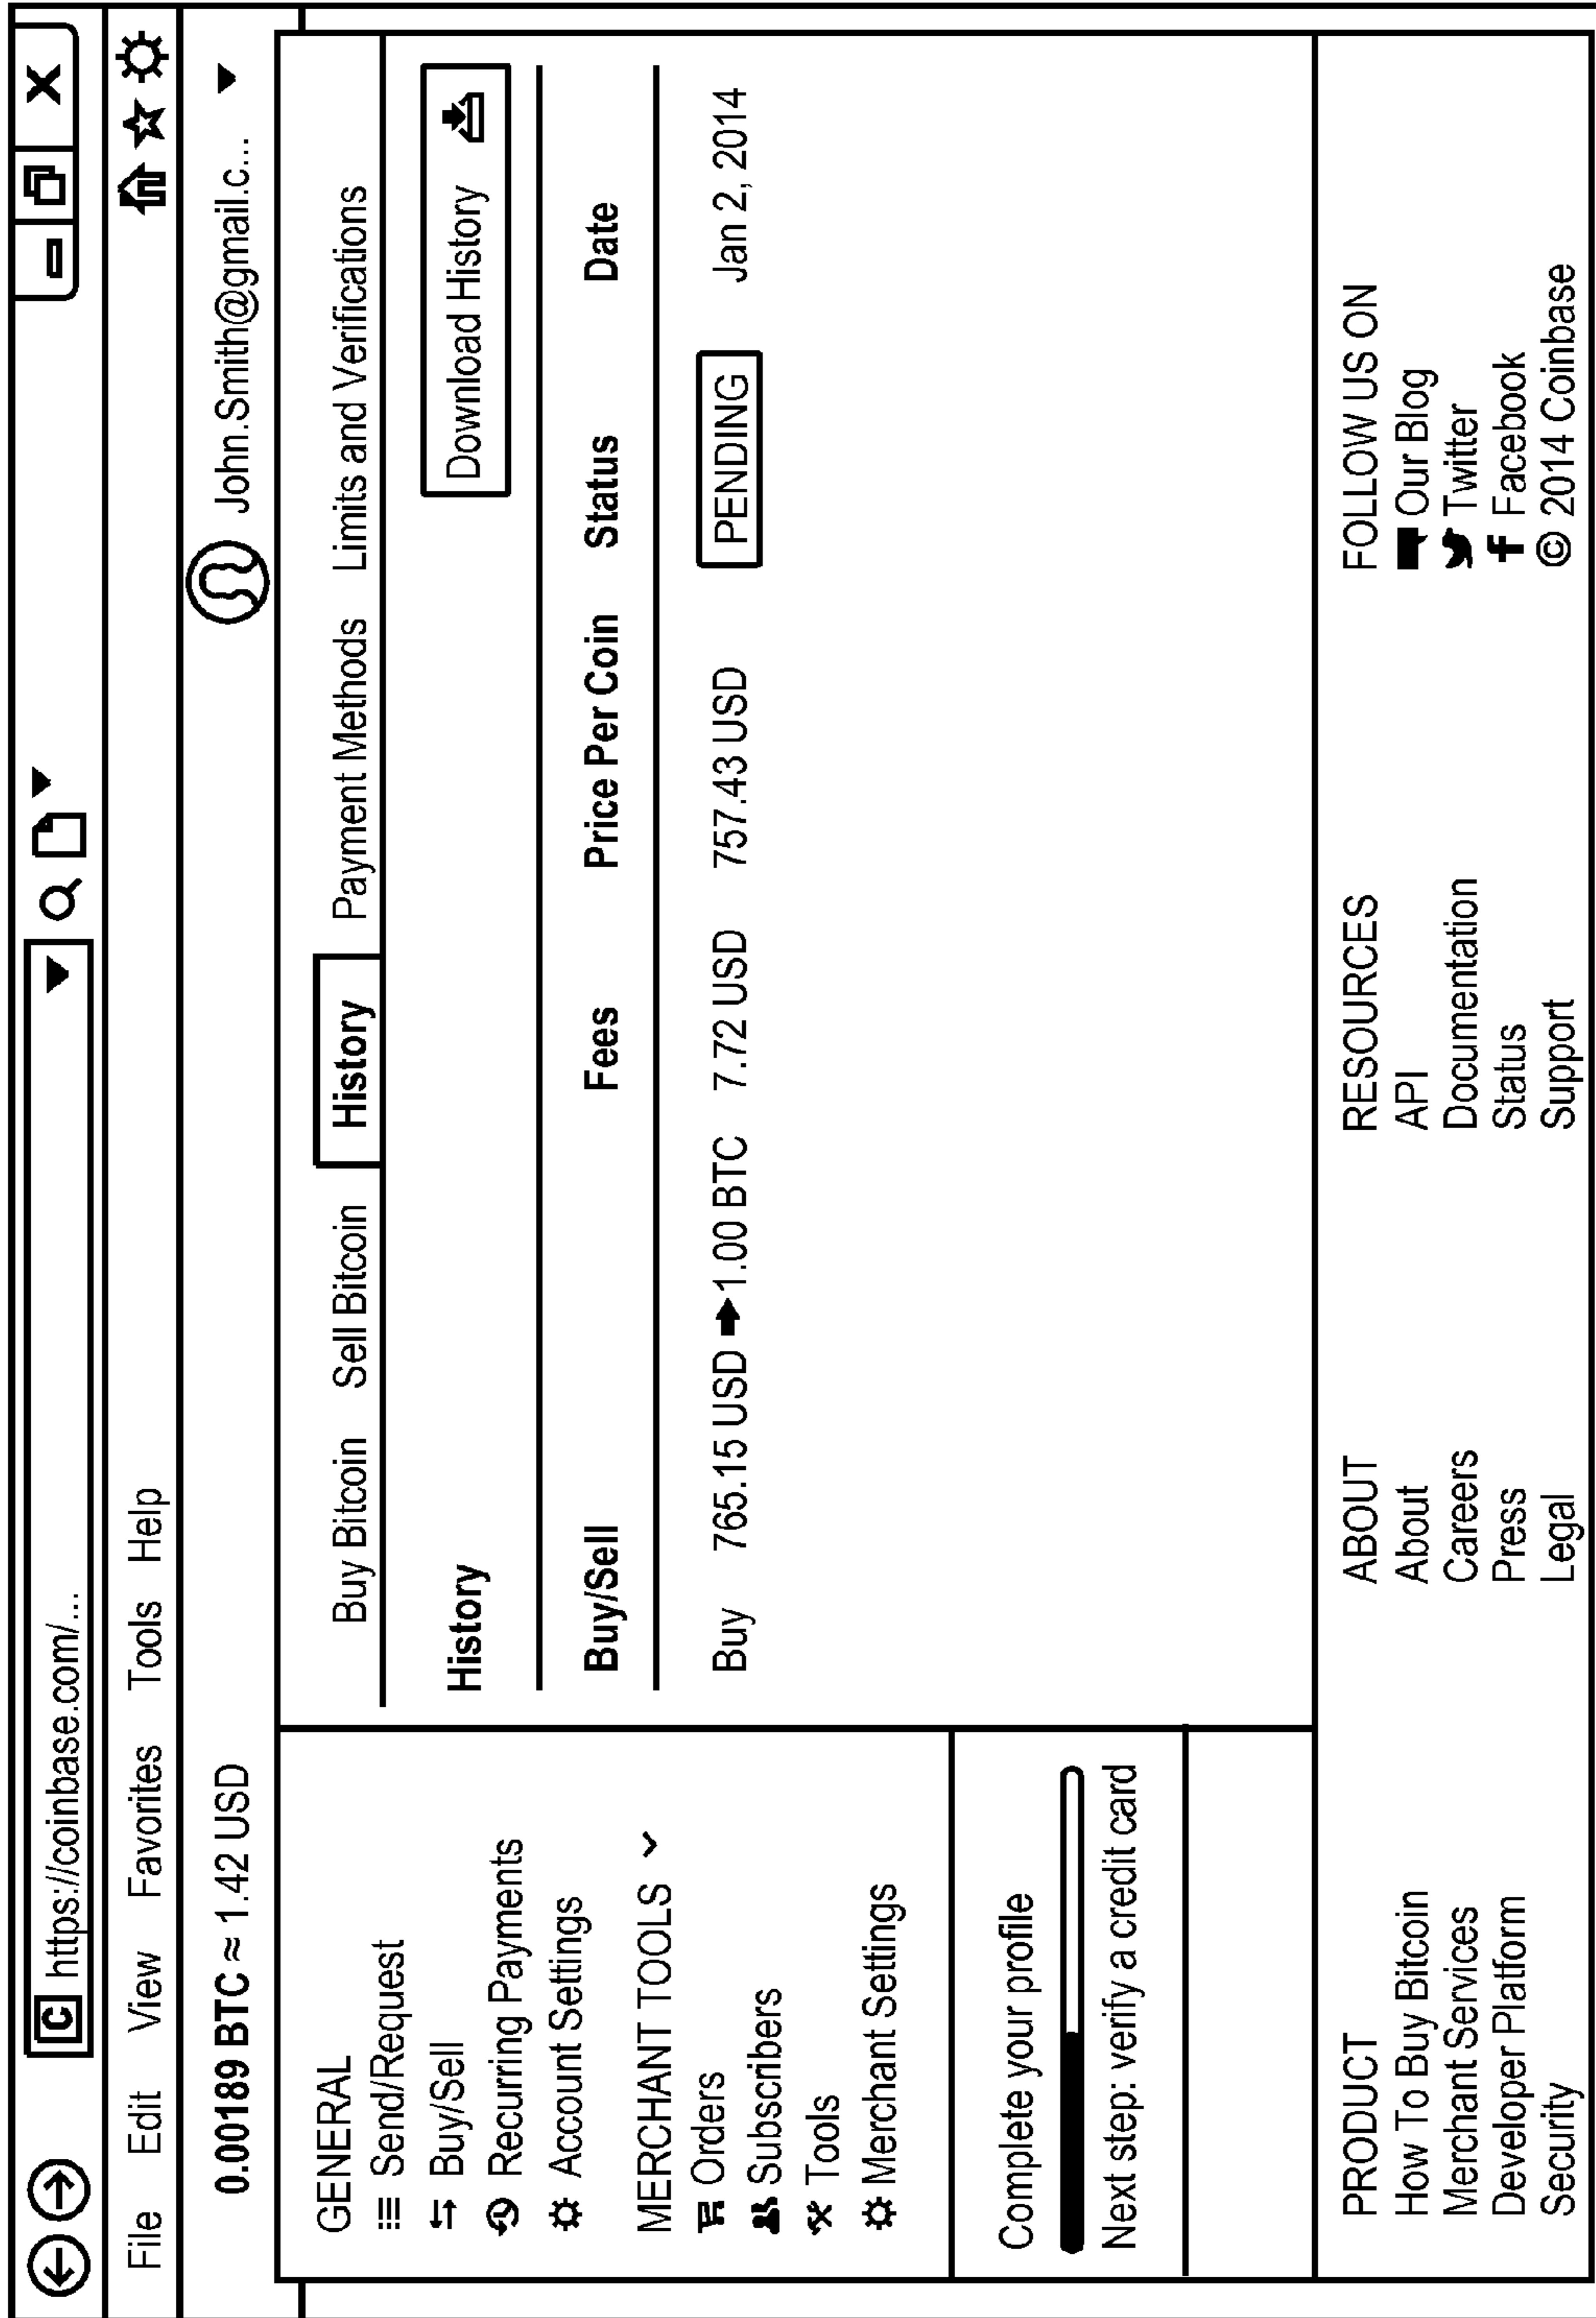 C https://coinbase.com/...
X
File Edit View Favorites Tools Help
0.00189 BTC ≈ 1.42 USD
John.Smith@gmail.c...
GENERAL
Send/Request
Buy/Sell
Recurring Payments
Account Settings
MERCHANT TOOLS
Orders
Subscribers
Tools
Merchant Settings
Complete your profile
Next step: verify a credit card
Buy Bitcoin Sell Bitcoin History Payment Methods Limits and Verifications
History Download History
Buy/Sell Fees Price Per Coin Status Date
Buy 765.15 USD ➡ 1.00 BTC 7.72 USD 757.43 USD PENDING Jan 2, 2014
PRODUCT
How To Buy Bitcoin
Merchant Services
Developer Platform
Security
ABOUT
About
Careers
Press
Legal
RESOURCES
API
Documentation
Status
Support
FOLLOW US ON
Our Blog
Twitter
f Facebook
© 2014 Coinbase